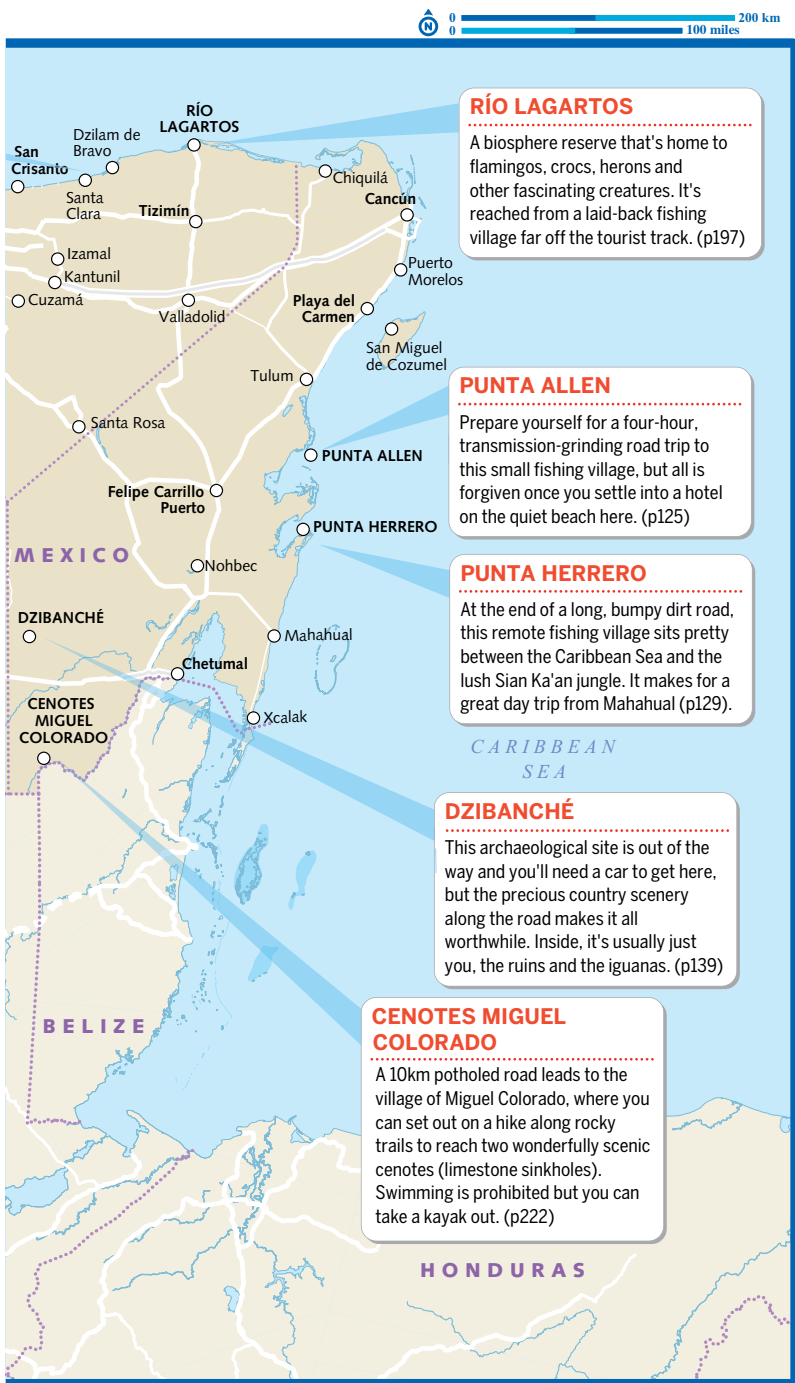 0 200 km
N
0 100 miles
RÍO
LAGARTOS
Dzilam de
Bravo
San
Crisanto
Santa
Clara
Tizimín
Chiquilá
Cancún
Izamal
Kantunil
Cuzamá
Valladolid
Puerto
Morelos
Playa del
Carmen
San Miguel
de Cozumel
Tulum
Santa Rosa
PUNTA ALLEN
Felipe Carrillo
Puerto
PUNTA HERRERO
MEXICO
Nohbec
DZIBANCHÉ
Mahahual
Chetumal
CENOTES
MIGUEL
COLORADO
Xcalak
CARIBBEAN
SEA
BELIZE
HONDURAS
RÍO LAGARTOS
A biosphere reserve that's home to
flamingos, crocs, herons and
other fascinating creatures. It's
reached from a laid-back fishing
village far off the tourist track. (p197)
PUNTA ALLEN
Prepare yourself for a four-hour,
transmission-grinding road trip to
this small fishing village, but all is
forgiven once you settle into a hotel
on the quiet beach here. (p125)
PUNTA HERRERO
At the end of a long, bumpy dirt road,
this remote fishing village sits pretty
between the Caribbean Sea and the
lush Sian Ka'an jungle. It makes for a
great day trip from Mahahual (p129).
DZIBANCHÉ
This archaeological site is out of the
way and you'll need a car to get here,
but the precious country scenery
along the road makes it all
worthwhile. Inside, it's usually just
you, the ruins and the iguanas. (p139)
CENOTES MIGUEL
COLORADO
A 10km potholed road leads to the
village of Miguel Colorado, where you
can set out on a hike along rocky
trails to reach two wonderfully scenic
cenotes (limestone sinkholes).
Swimming is prohibited but you can
take a kayak out. (p222)